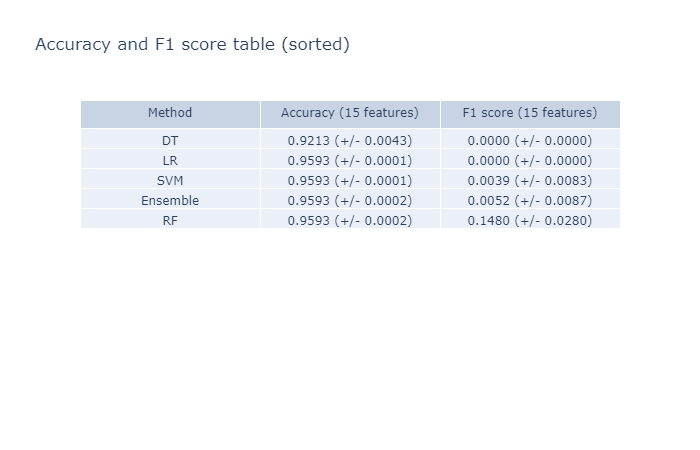 Accuracy and F1 score table (sorted)
Method Accuracy (15 features) F1 score (15 features)
DT 0.9213 (+/- 0.0043) 0.0000 (+/- 0.0000)
LR 0.9593 (+/- 0.0001) 0.0000 (+/- 0.0000)
SVM 0.9593 (+/- 0.0001) 0.0039 (+/- 0.0083)
Ensemble 0.9593 (+/- 0.0002) 0.0052 (+/- 0.0087)
RF 0.9593 (+/- 0.0002) 0.1480 (+/- 0.0280)